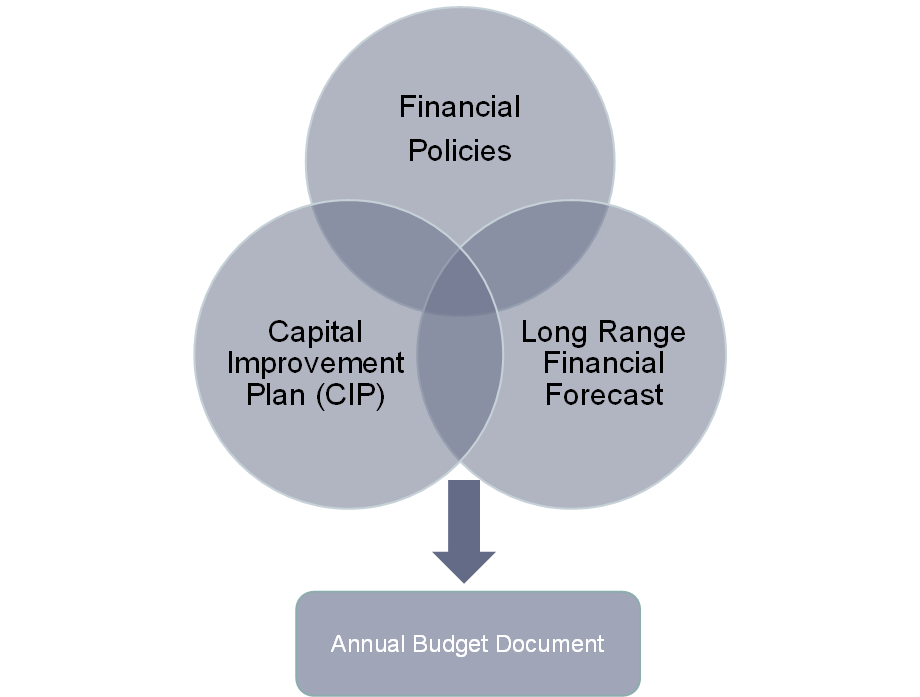 Financial
Policies
Capital
Improvement
Plan (CIP)
Long Range
Financial
Forecast
Annual Budget Document